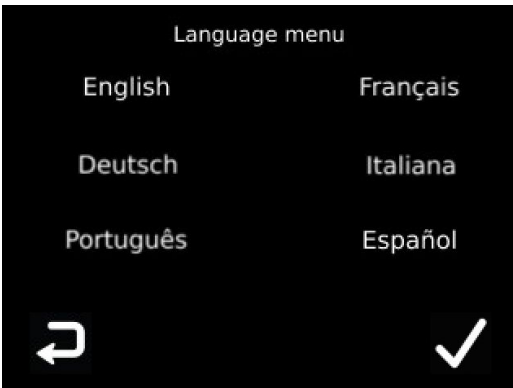 Language menu
English Français
Deutsch Italiana
Português Español